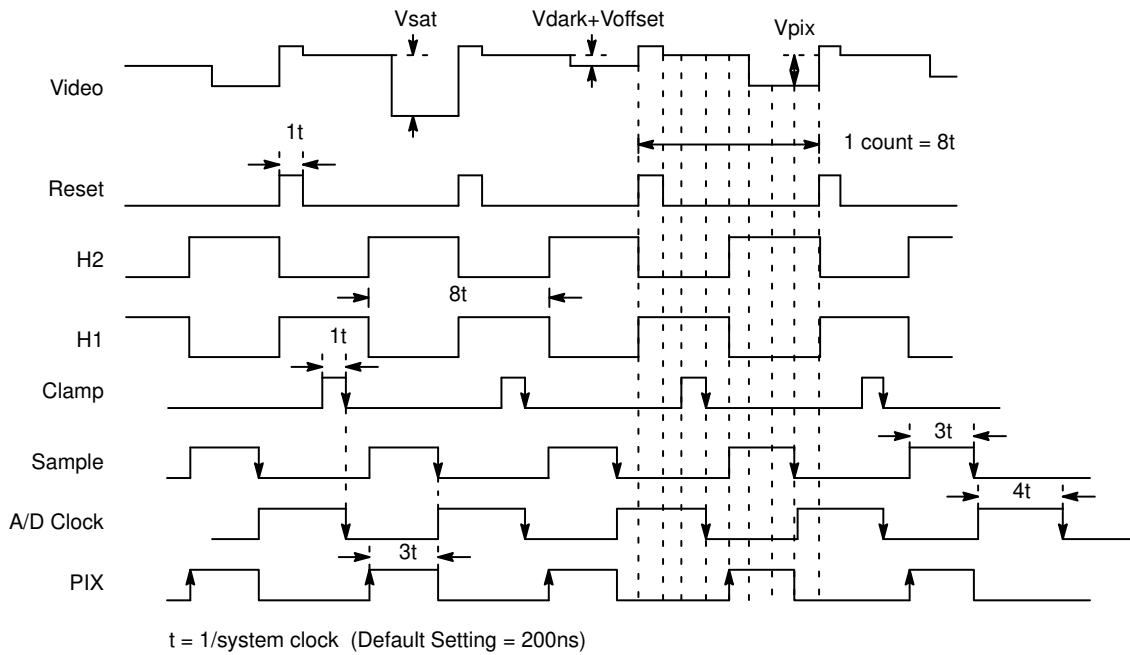 Vsat
Vdark+Voffset
Vpix
Video
1t
1 count = 8t
Reset
H2
8t
H1
1t
Clamp
3t
Sample
4t
A/D Clock
3t
PIX
t = 1/system clock (Default Setting = 200ns)